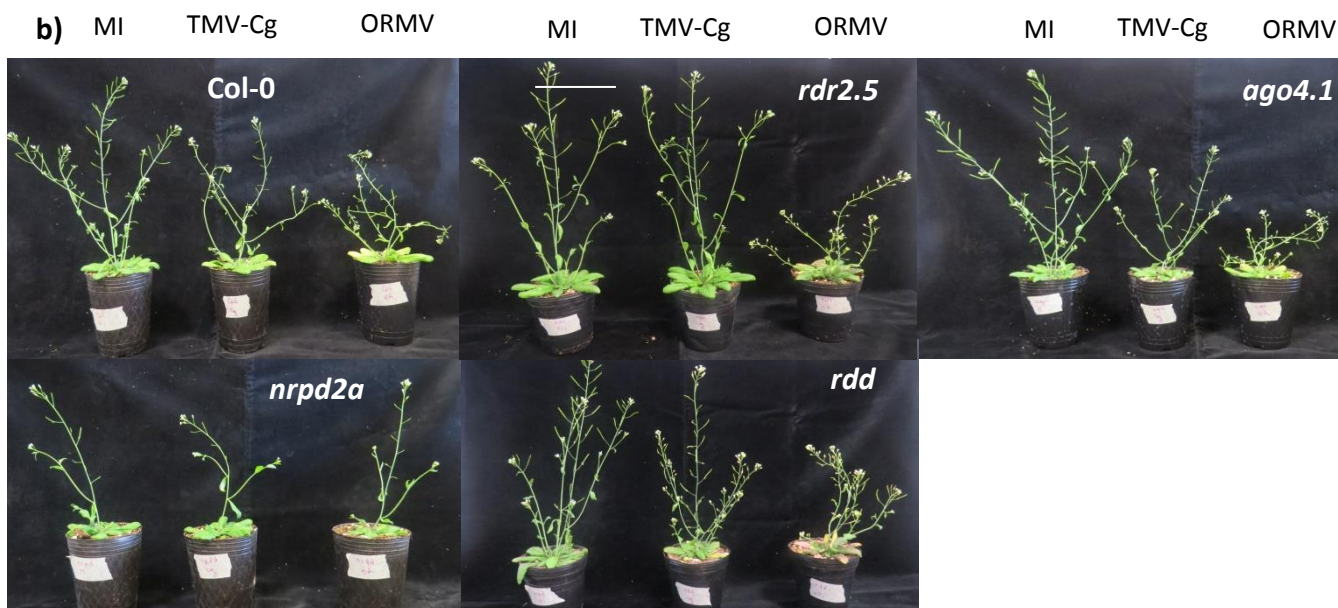 b) MI TMV-Cg ORMV MI TMV-Cg ORMV MI TMV-Cg ORMV
Col-0 rdr2.5 ago4.1
nrpd2a rdd